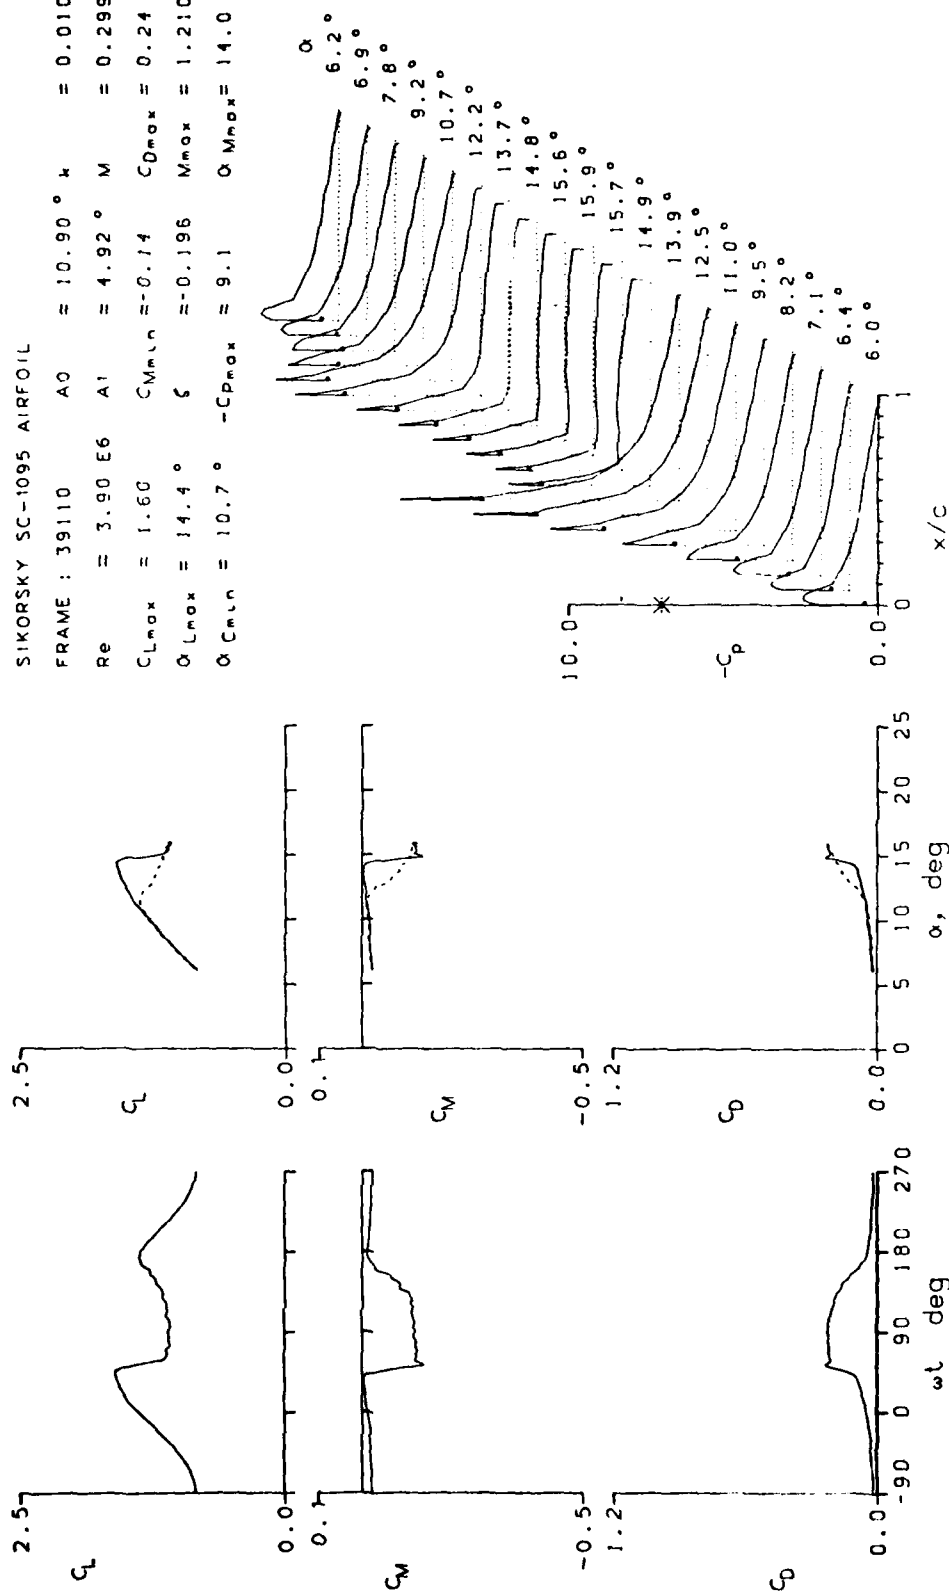 SIKORSKY SC-1095 AIRFOIL
FRAME : 39110 A0 = 10.90 ° k = 0.010
Re = 3.90 E6 A1 = 4.92 ° M = 0.299
CLmax = 1.60 CMmin =-0.14 CDmax = 0.24
αLmax = 14.4 ° ζ =-0.196 Mmax = 1.210
αCmin = 10.7 ° -CPmax = 9.1 αMmax= 14.0
2.5
CL
0.0
0.1
CM
-0.5
1.2
CD
0.0
-90 0 90 180 270
ωt deg
2.5
CL
0.0
0.1
CM
-0.5
1.2
CD
0.0
0 5 10 15 20 25
α, deg
α
6.2 °
6.9 °
7.8 °
9.2 °
10.7 °
12.2 °
13.7 °
14.8 °
15.6 °
15.9 °
15.7 °
14.9 °
13.9 °
12.5 °
11.0 °
9.5 °
8.2 °
7.1 °
6.4 °
6.0 °
10.0
-Cp
0.0
0 1
x/c